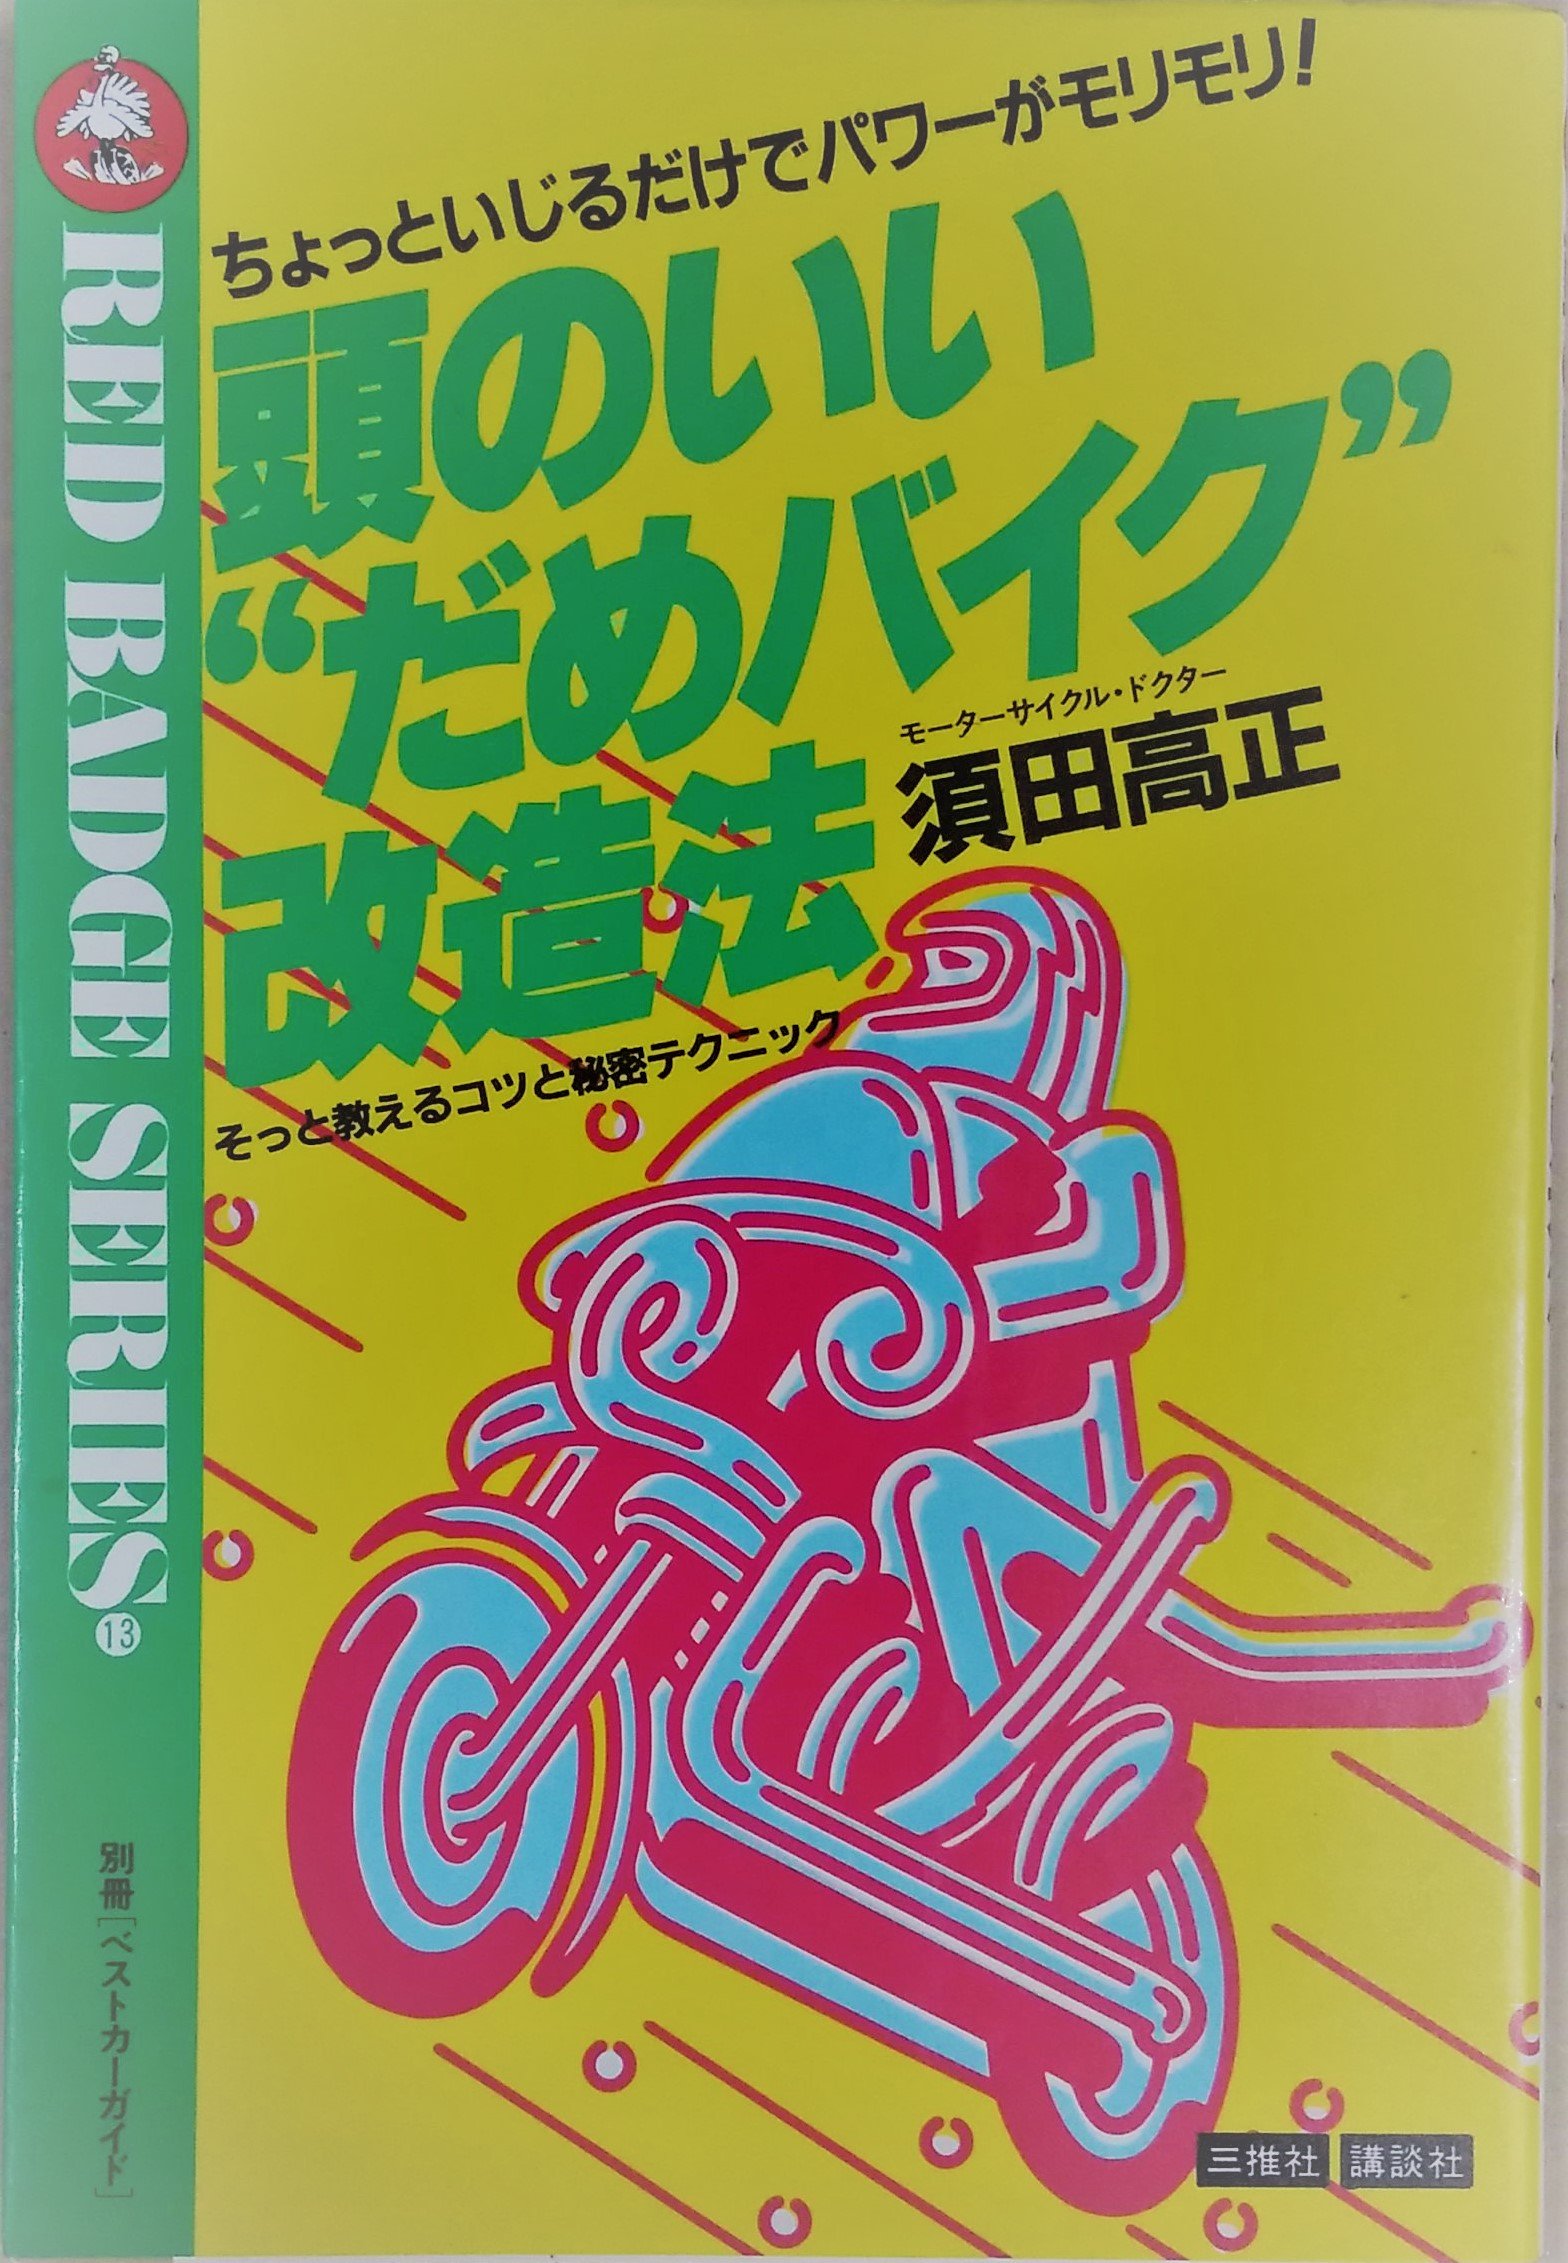 ちょっといじるだけでパワーがモリモリ!
頭のいい
“だめバイク”
改造法
モーターサイクル・ドクター
須田高正
そっと教えるコツと秘密テクニック
RED BADGE SERIES 13
別冊[ベストカーガイド]
三推社 講談社